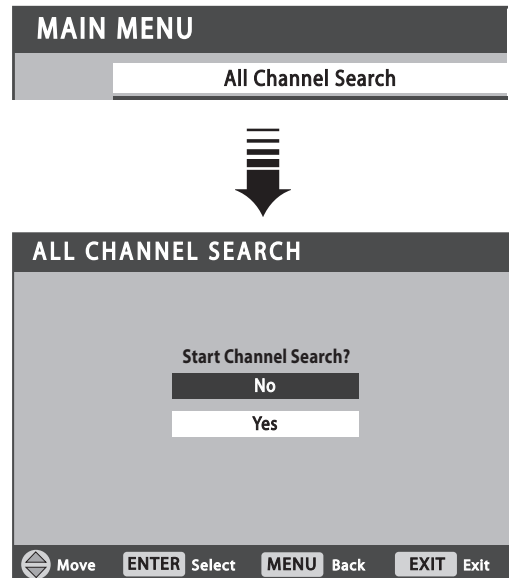 MAIN MENU
All Channel Search
ALL CHANNEL SEARCH
Start Channel Search?
No
Yes
Move ENTER Select MENU Back EXIT Exit